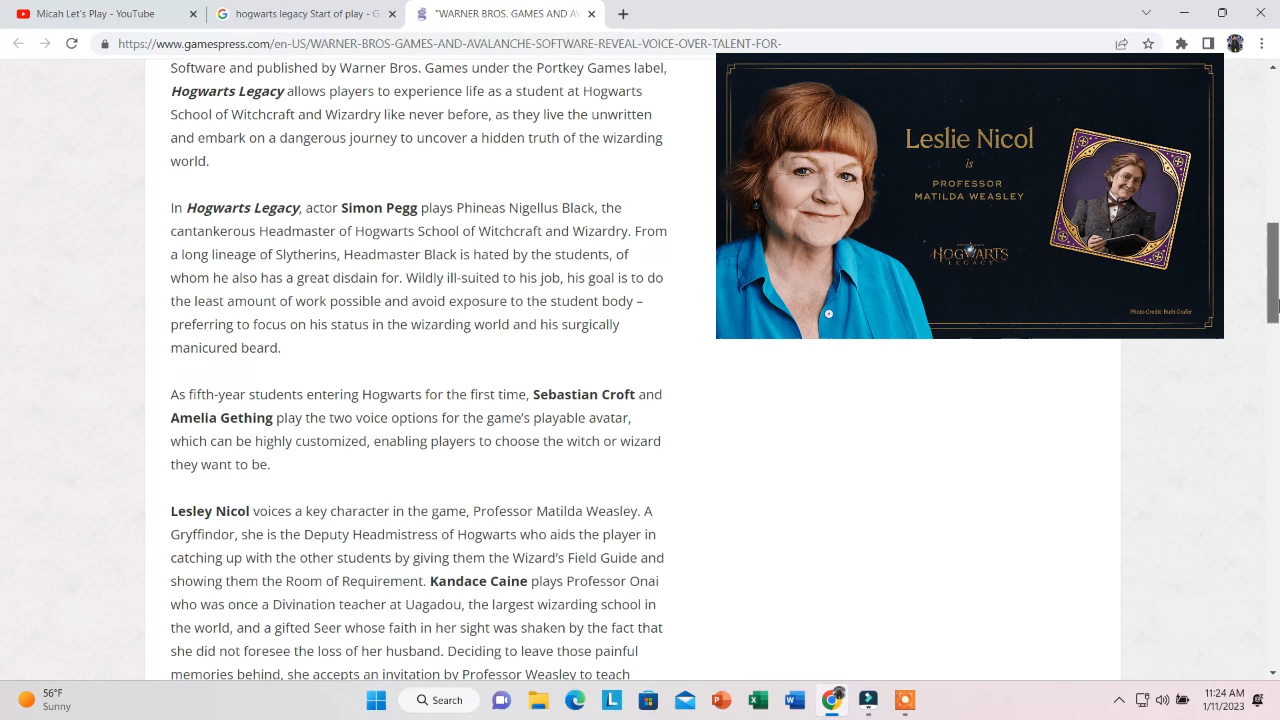 Micah Let's Play - YouTube
hogwarts legacy Start of play - G
"WARNER BROS. GAMES AND AV
https://www.gamespress.com/en-US/WARNER-BROS-GAMES-AND-AVALANCHE-SOFTWARE-REVEAL-VOICE-OVER-TALENT-FOR-
Software and published by Warner Bros. Games under the Portkey Games label,
Hogwarts Legacy allows players to experience life as a student at Hogwarts
School of Witchcraft and Wizardry like never before, as they live the unwritten
and embark on a dangerous journey to uncover a hidden truth of the wizarding
world.
In Hogwarts Legacy, actor Simon Pegg plays Phineas Nigellus Black, the
cantankerous Headmaster of Hogwarts School of Witchcraft and Wizardry. From
a long lineage of Slytherins, Headmaster Black is hated by the students, of
whom he also has a great disdain for. Wildly ill-suited to his job, his goal is to do
the least amount of work possible and avoid exposure to the student body –
preferring to focus on his status in the wizarding world and his surgically
manicured beard.
As fifth-year students entering Hogwarts for the first time, Sebastian Croft and
Amelia Gething play the two voice options for the game's playable avatar,
which can be highly customized, enabling players to choose the witch or wizard
they want to be.
Lesley Nicol voices a key character in the game, Professor Matilda Weasley. A
Gryffindor, she is the Deputy Headmistress of Hogwarts who aids the player in
catching up with the other students by giving them the Wizard's Field Guide and
showing them the Room of Requirement. Kandace Caine plays Professor Onai
who was once a Divination teacher at Uagadou, the largest wizarding school in
the world, and a gifted Seer whose faith in her sight was shaken by the fact that
she did not foresee the loss of her husband. Deciding to leave those painful
memories behind, she accepts an invitation by Professor Weasley to teach
Leslie Nicol
is
PROFESSOR
MATILDA WEASLEY
HOGWARTS
LEGACY
Photo Credit: Ruth Crafer
56°F
Sunny
Search
11:24 AM
1/11/2023